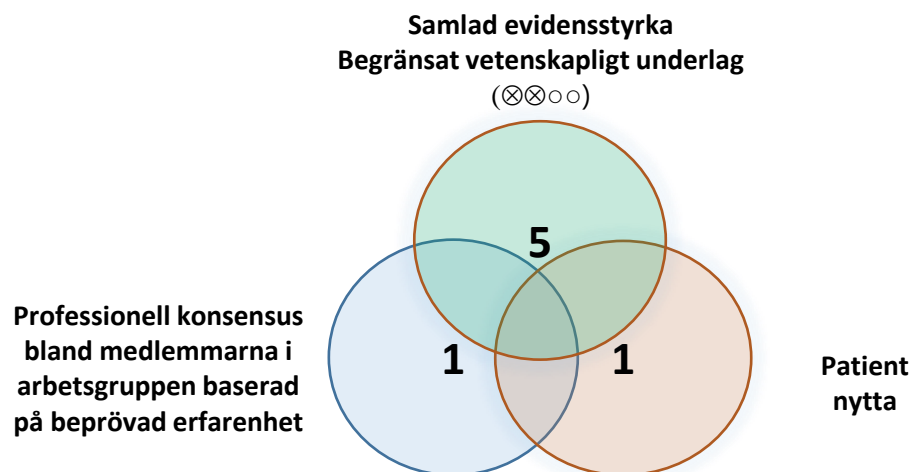 Samlad evidensstyrka
Begränsat vetenskapligt underlag
(⊗⊗○○)
5
Professionell konsensus
bland medlemmarna i
arbetsgruppen baserad
på beprövad erfarenhet
1
1
Patient
nytta